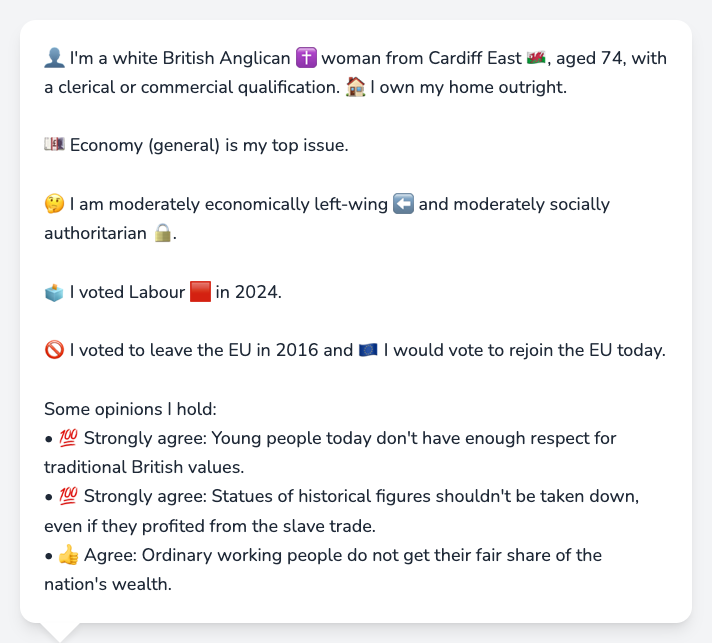 👤 I'm a white British Anglican ✝️ woman from Cardiff East 🏴󠁧󠁢󠁷󠁬󠁳󠁿, aged 74, with
a clerical or commercial qualification. 🏠 I own my home outright.
💷 Economy (general) is my top issue.
🤔 I am moderately economically left-wing ⬅️ and moderately socially
authoritarian 🔒.
🗳️ I voted Labour 🟥 in 2024.
🚫 I voted to leave the EU in 2016 and 🇪🇺 I would vote to rejoin the EU today.
Some opinions I hold:
• 💯 Strongly agree: Young people today don't have enough respect for
traditional British values.
• 💯 Strongly agree: Statues of historical figures shouldn't be taken down,
even if they profited from the slave trade.
• 👍 Agree: Ordinary working people do not get their fair share of the
nation's wealth.